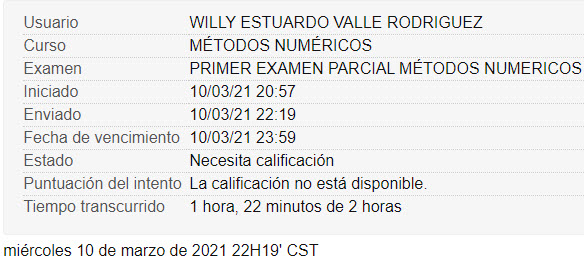 Usuario WILLY ESTUARDO VALLE RODRIGUEZ
Curso MÉTODOS NUMÉRICOS
Examen PRIMER EXAMEN PARCIAL MÉTODOS NUMERICOS
Iniciado 10/03/21 20:57
Enviado 10/03/21 22:19
Fecha de vencimiento 10/03/21 23:59
Estado Necesita calificación
Puntuación del intento La calificación no está disponible.
Tiempo transcurrido 1 hora, 22 minutos de 2 horas
miércoles 10 de marzo de 2021 22H19' CST